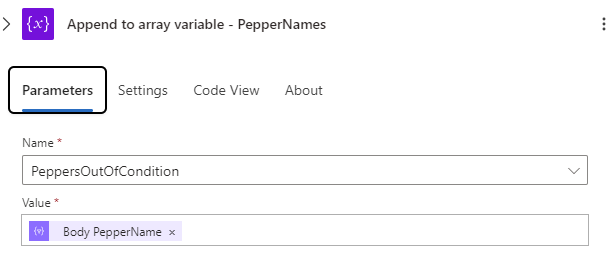 {x} Append to array variable - PepperNames
Parameters Settings Code View About
Name *
PeppersOutOfCondition
Value *
{v} Body PepperName ×